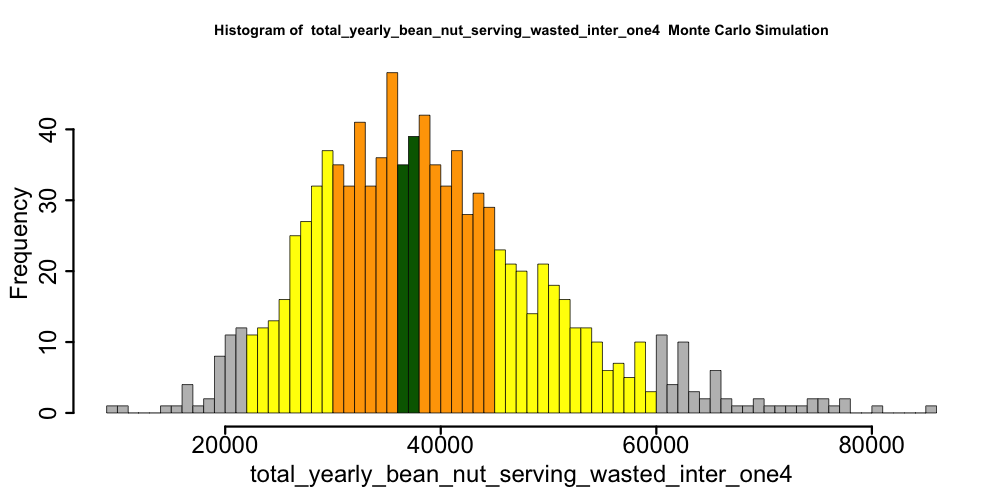 Histogram of total_yearly_bean_nut_serving_wasted_inter_one4 Monte Carlo Simulation
Frequency
40
30
20
10
0
20000 40000 60000 80000
total_yearly_bean_nut_serving_wasted_inter_one4